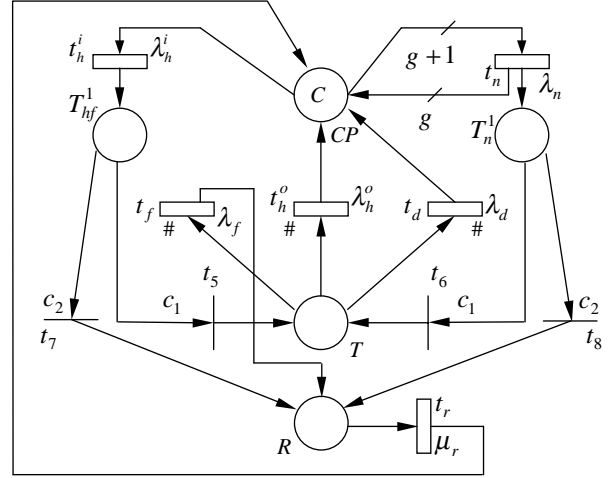 t_h^i λ_h^i
C
g + 1
t_n λ_n
T_hf^1
CP
g
T_n^1
t_f # λ_f
t_h^o # λ_h^o
t_d # λ_d
t_5
t_6
c_2
c_1
c_1
c_2
t_7
T
t_8
R
t_r
μ_r